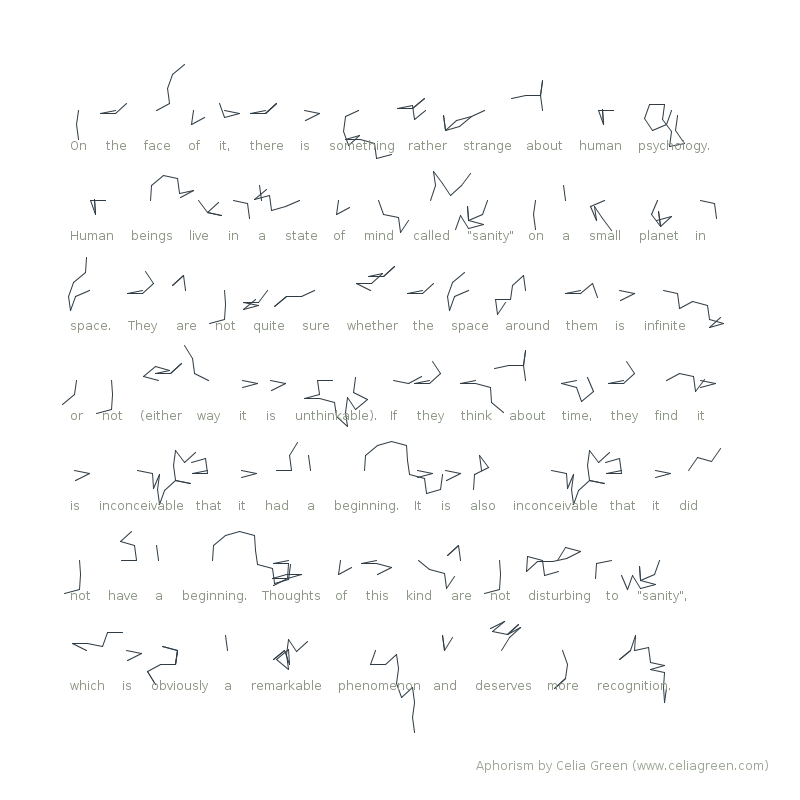 On the face of it, there is something rather strange about human psychology.
Human beings live in a state of mind called "sanity" on a small planet in
space. They are not quite sure whether the space around them is infinite
or not (either way it is unthinkable). If they think about time, they find it
is inconceivable that it had a beginning. It is also inconceivable that it did
not have a beginning. Thoughts of this kind are not disturbing to "sanity",
which is obviously a remarkable phenomenon and deserves more recognition.
Aphorism by Celia Green (www.celiagreen.com)